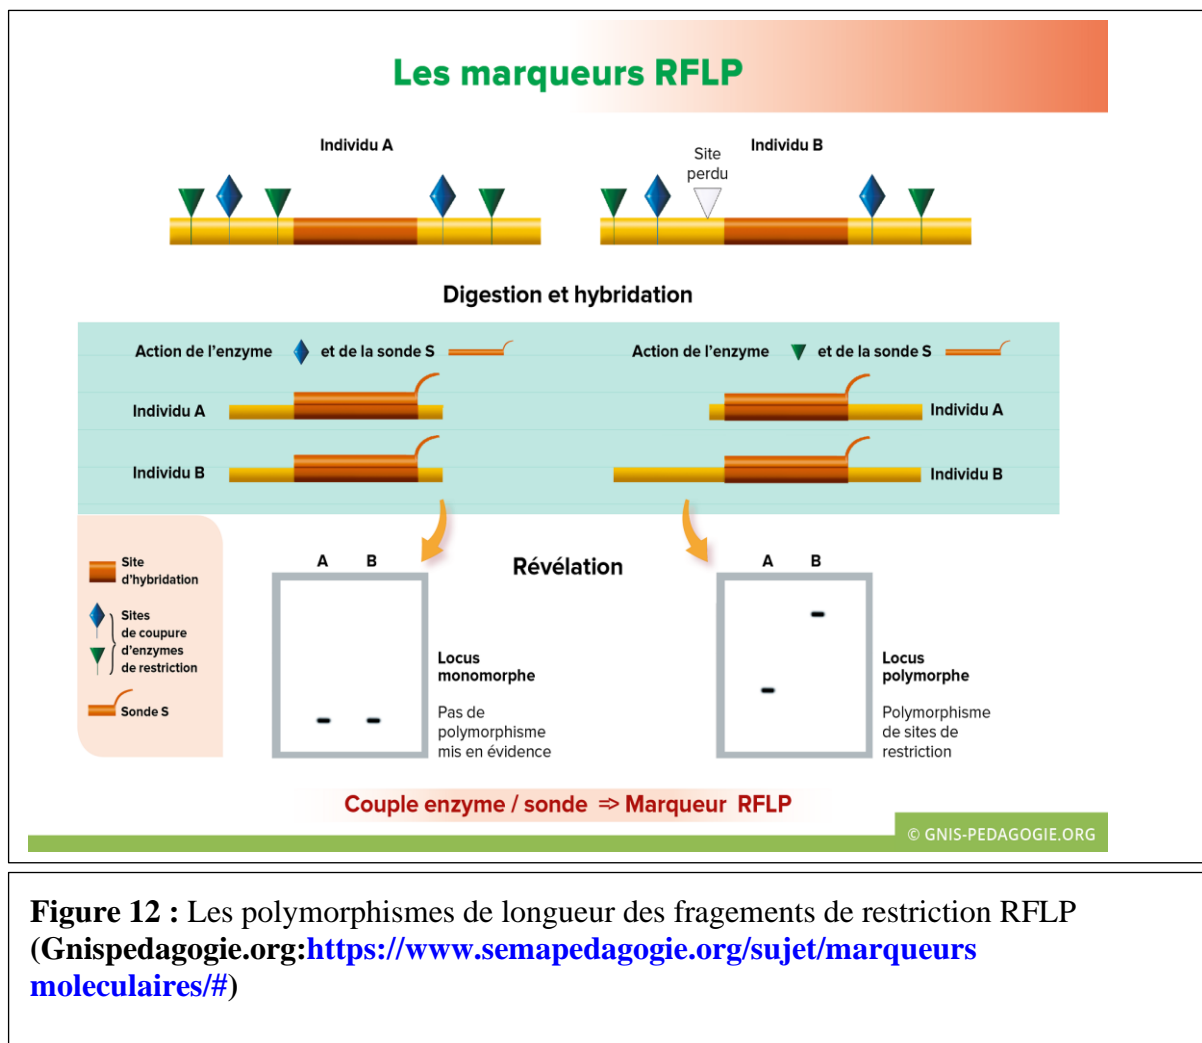 Les marqueurs RFLP
Individu A
Individu B
Site
perdu
Digestion et hybridation
Action de l'enzyme et de la sonde S
Action de l'enzyme et de la sonde S
Individu A
Individu A
Individu B
Individu B
Site
d'hybridation
Sites
de coupure
d'enzymes
de restriction
Sonde S
A B
Révélation
A B
Locus
monomorphe
Pas de
polymorphisme
mis en évidence
Locus
polymorphe
Polymorphisme
de sites de
restriction
Couple enzyme / sonde => Marqueur RFLP
© GNIS-PEDAGOGIE.ORG
Figure 12 : Les polymorphismes de longueur des fragements de restriction RFLP
(Gnispedagogie.org:https://www.semapedagogie.org/sujet/marqueurs
moleculaires/#)